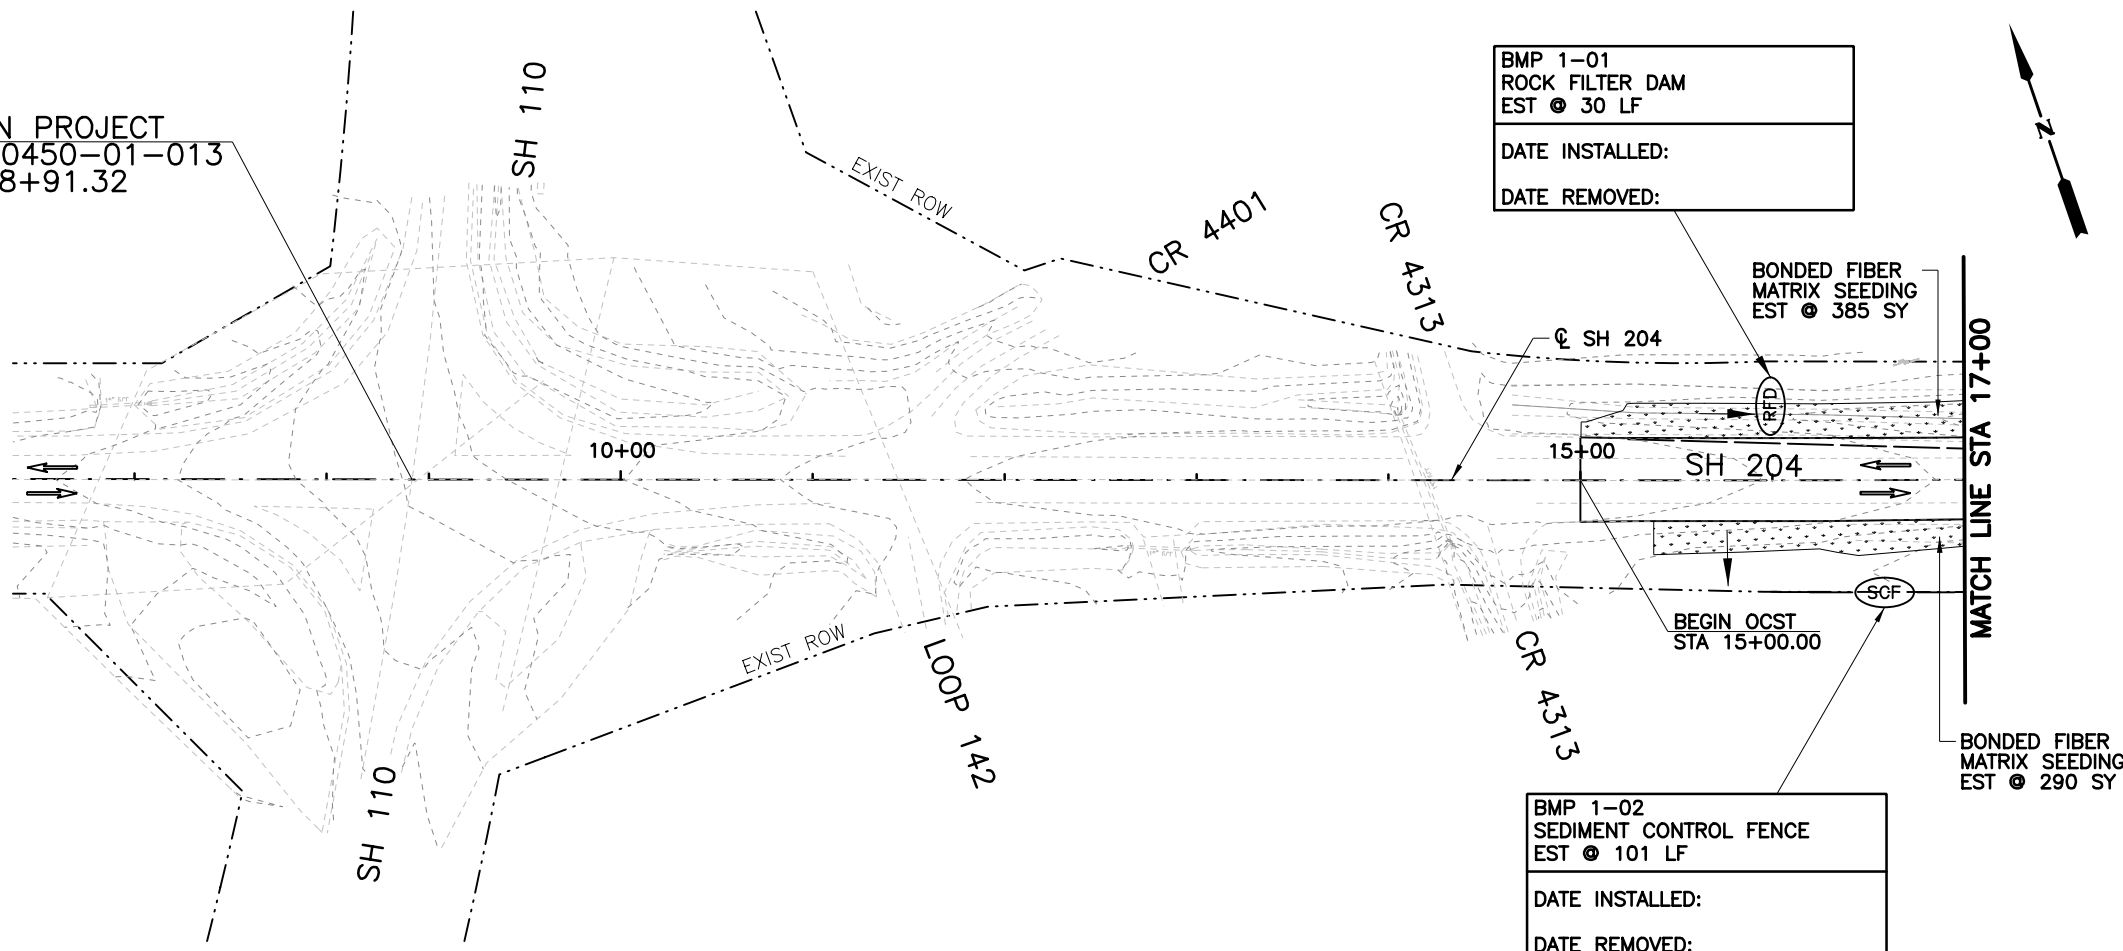 N PROJECT
0450-01-013
8+91.32
SH 110
EXIST ROW
CR 4401
CR 4313
BMP 1-01
ROCK FILTER DAM
EST @ 30 LF
DATE INSTALLED:
DATE REMOVED:
N
BONDED FIBER
MATRIX SEEDING
EST @ 385 SY
℄ SH 204
RFD
10+00
15+00
SH 204
MATCH LINE STA 17+00
SCF
BEGIN OCST
STA 15+00.00
EXIST ROW
LOOP 142
CR 4313
SH 110
BONDED FIBER
MATRIX SEEDING
EST @ 290 SY
BMP 1-02
SEDIMENT CONTROL FENCE
EST @ 101 LF
DATE INSTALLED:
DATE REMOVED: